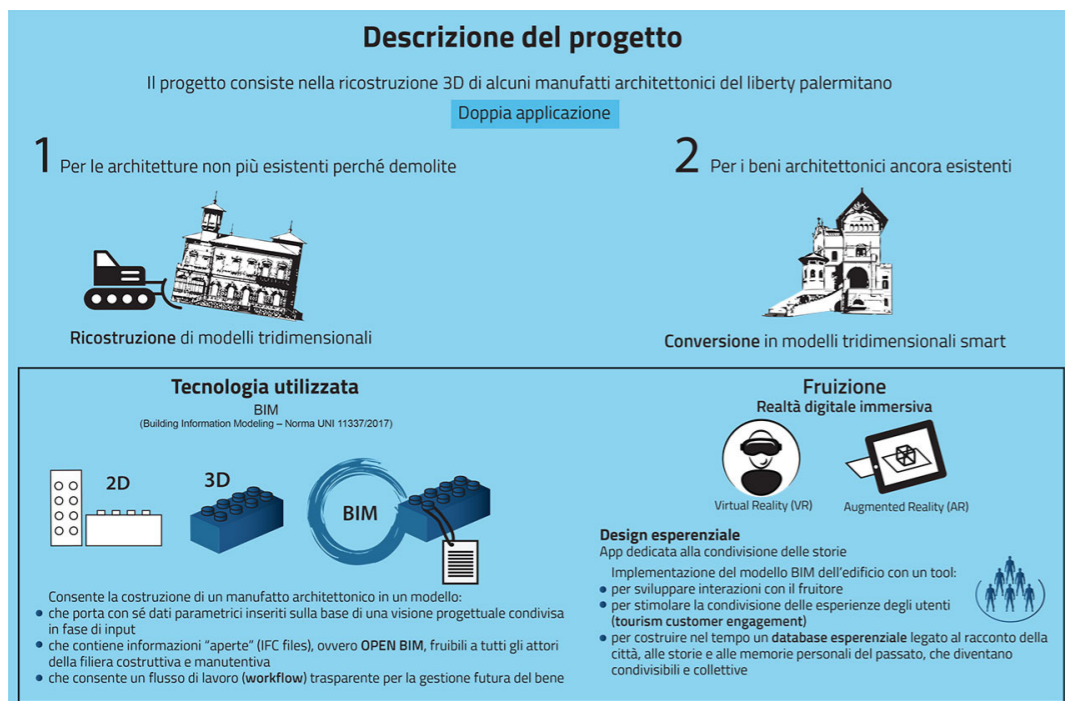 Descrizione del progetto
Il progetto consiste nella ricostruzione 3D di alcuni manufatti architettonici del liberty palermitano
Doppia applicazione
1 Per le architetture non più esistenti perché demolite
Ricostruzione di modelli tridimensionali
2 Per i beni architettonici ancora esistenti
Conversione in modelli tridimensionali smart
Tecnologia utilizzata
BIM
(Building Information Modeling – Norma UNI 11337/2017)
2D
3D
BIM
Consente la costruzione di un manufatto architettonico in un modello:
• che porta con sé dati parametrici inseriti sulla base di una visione progettuale condivisa
in fase di input
• che contiene informazioni "aperte" (IFC files), ovvero OPEN BIM, fruibili a tutti gli attori
della filiera costruttiva e manutentiva
• che consente un flusso di lavoro (workflow) trasparente per la gestione futura del bene
Fruizione
Realtà digitale immersiva
Virtual Reality (VR)
Augmented Reality (AR)
Design esperenziale
App dedicata alla condivisione delle storie
Implementazione del modello BIM dell'edificio con un tool:
• per sviluppare interazioni con il fruitore
• per stimolare la condivisione delle esperienze degli utenti
(tourism customer engagement)
• per costruire nel tempo un database esperenziale legato al racconto della
città, alle storie e alle memorie personali del passato, che diventano
condivisibili e collettive